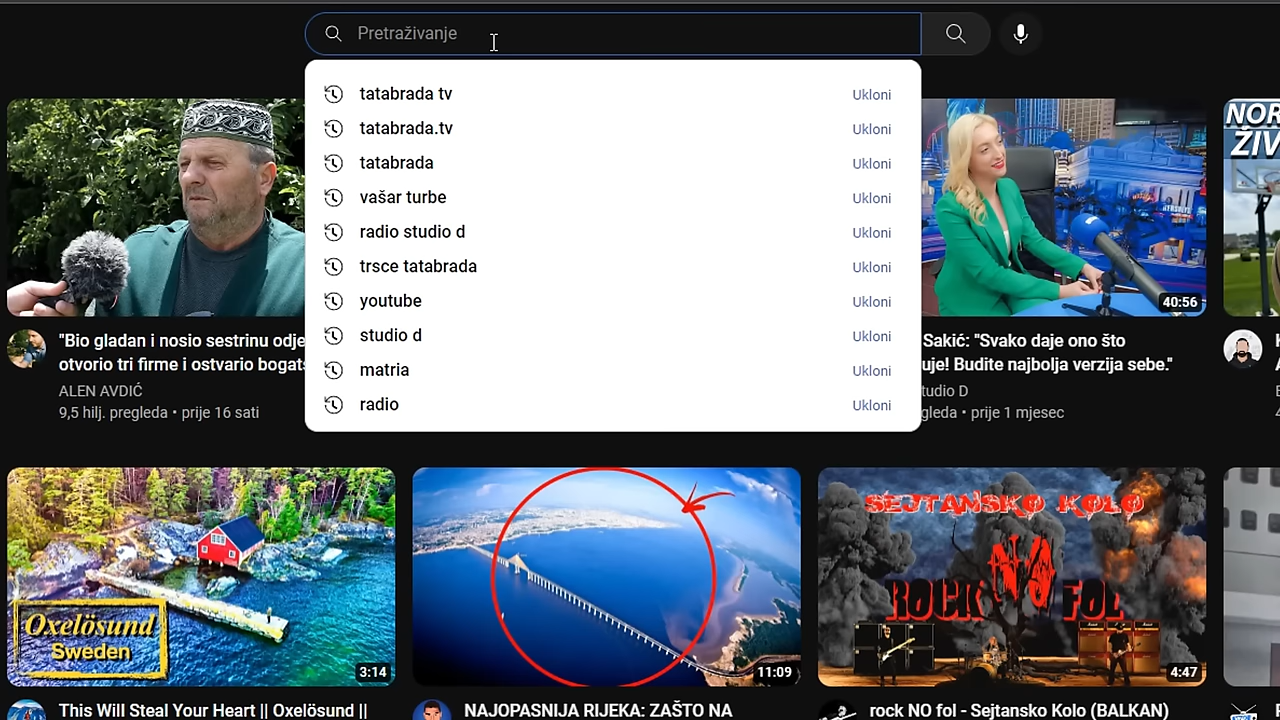 Pretraživanje
tatabrada tv
Ukloni
tatabrada.tv
Ukloni
tatabrada
Ukloni
vašar turbe
Ukloni
radio studio d
Ukloni
trsce tatabrada
Ukloni
youtube
Ukloni
studio d
Ukloni
matria
Ukloni
radio
Ukloni
NOR
ŽIV
40:56
"Bio gladan i nosio sestrinu odje
otvorio tri firme i ostvario bogat
ALEN AVDIĆ
9,5 hilj. pregleda • prije 16 sati
Sakić: "Svako daje ono što
uje! Budite najbolja verzija sebe."
tudio D
gleda • prije 1 mjesec
Oxelösund
Sweden
3:14
11:09
SEJTANSKO KOLO
ROCK NO FOL
4:47
This Will Steal Your Heart || Oxelösund ||
NAJOPASNIJA RIJEKA: ZAŠTO NA
rock NO fol - Sejtansko Kolo (BALKAN)